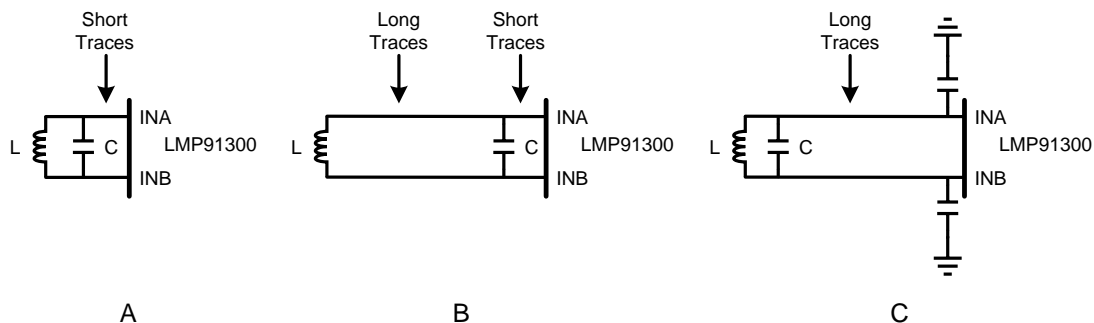 Short
Traces
Long
Traces
Short
Traces
Long
Traces
INA
L
C
LMP91300
INB
INA
L
C
LMP91300
INB
INA
L
C
LMP91300
INB
A
B
C